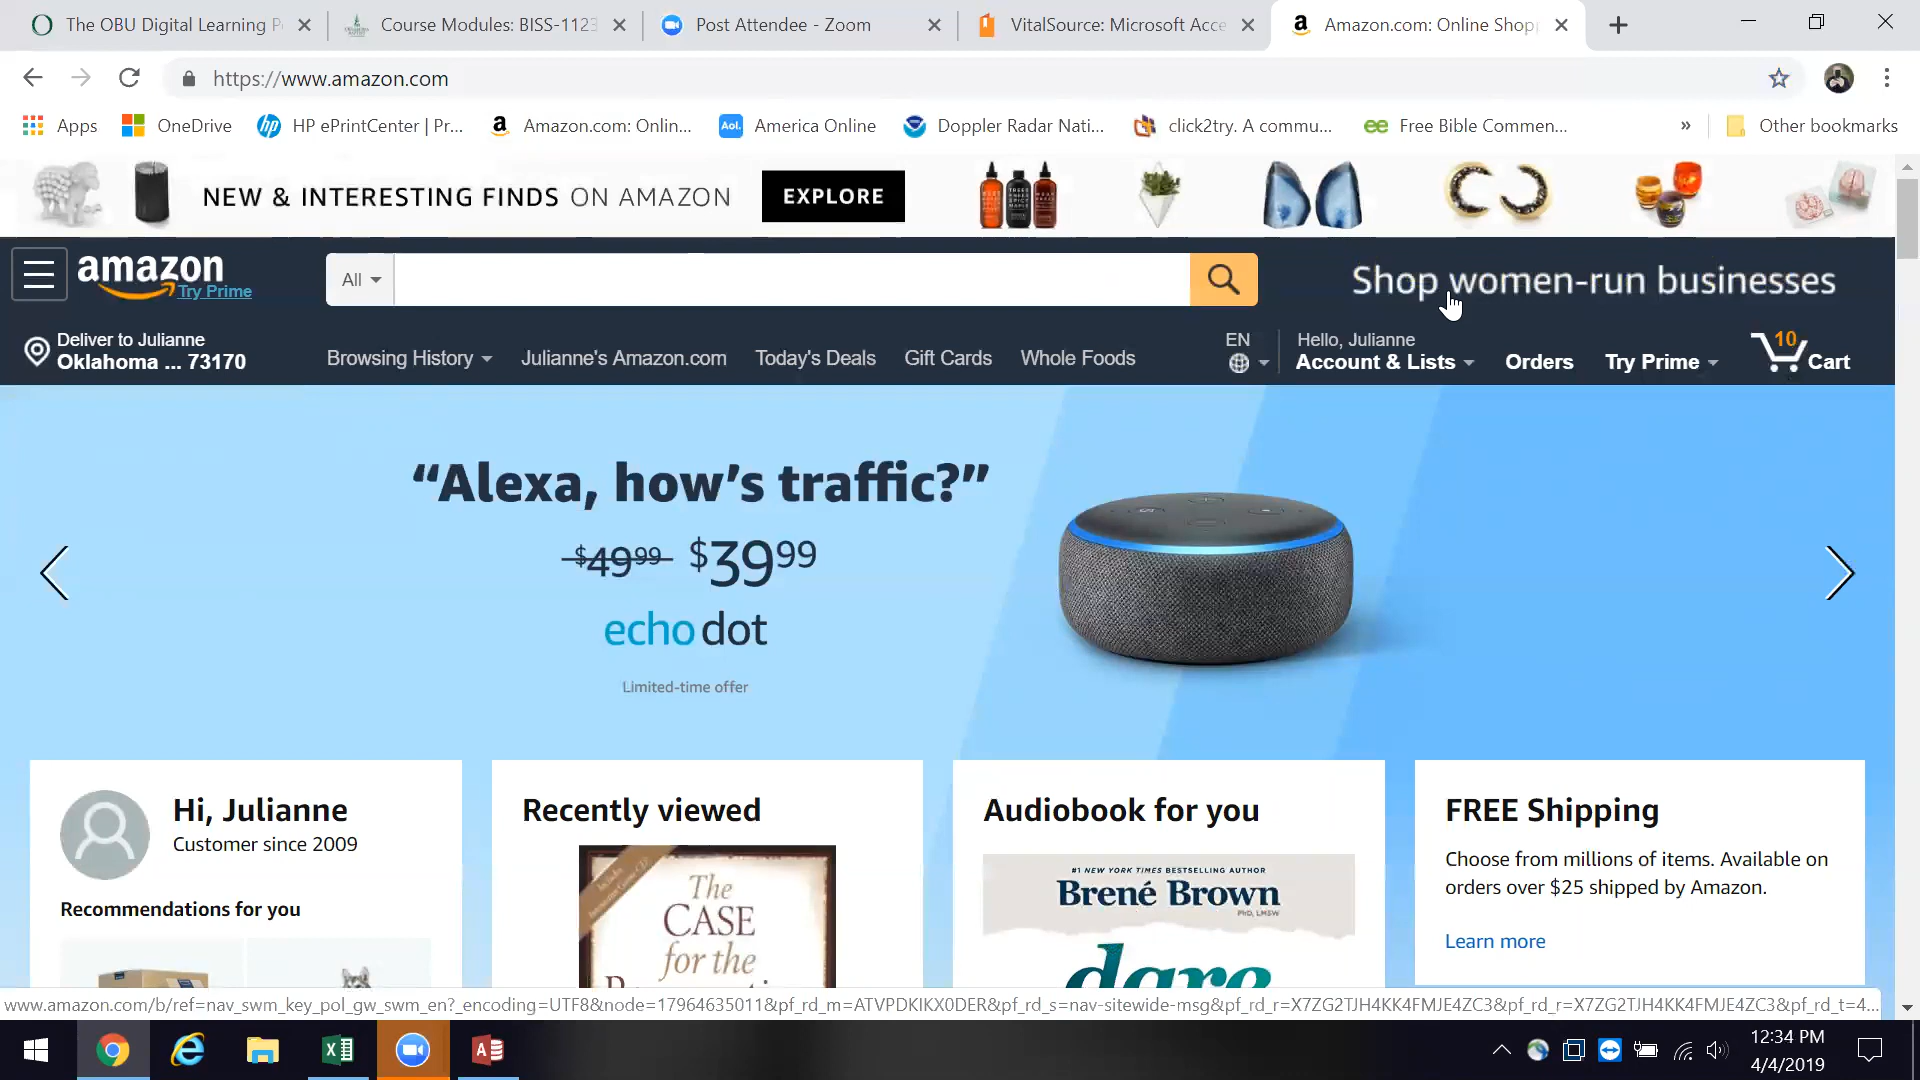 The OBU Digital Learning P
Course Modules: BISS-1123
Post Attendee - Zoom
VitalSource: Microsoft Acce
Amazon.com: Online Shop
https://www.amazon.com
Apps
OneDrive
HP ePrintCenter | Pr...
Amazon.com: Onlin...
Aol.
America Online
Doppler Radar Nati...
click2try. A commu...
Free Bible Commen...
»
Other bookmarks
NEW & INTERESTING FINDS ON AMAZON
EXPLORE
amazon
Try Prime
All
Shop women-run businesses
Deliver to Julianne
Oklahoma ... 73170
Browsing History
Julianne's Amazon.com
Today's Deals
Gift Cards
Whole Foods
EN
Hello, Julianne
Account & Lists
Orders
Try Prime
10
Cart
“Alexa, how’s traffic?”
$49.99 $39.99
echo dot
Limited-time offer
Hi, Julianne
Customer since 2009
Recommendations for you
Recently viewed
The
CASE
for the
Audiobook for you
#1 NEW YORK TIMES BESTSELLING AUTHOR
Brené Brown
PhD, LMSW
dare
FREE Shipping
Choose from millions of items. Available on
orders over $25 shipped by Amazon.
Learn more
www.amazon.com/b/ref=nav_swm_key_pol_gw_swm_en?_encoding=UTF8&node=17964635011&pf_rd_m=ATVPDKIKX0DER&pf_rd_s=nav-sitewide-msg&pf_rd_r=X7ZG2TJH4KK4FMJE4ZC3&pf_rd_r=X7ZG2TJH4KK4FMJE4ZC3&pf_rd_t=4...
12:34 PM
4/4/2019